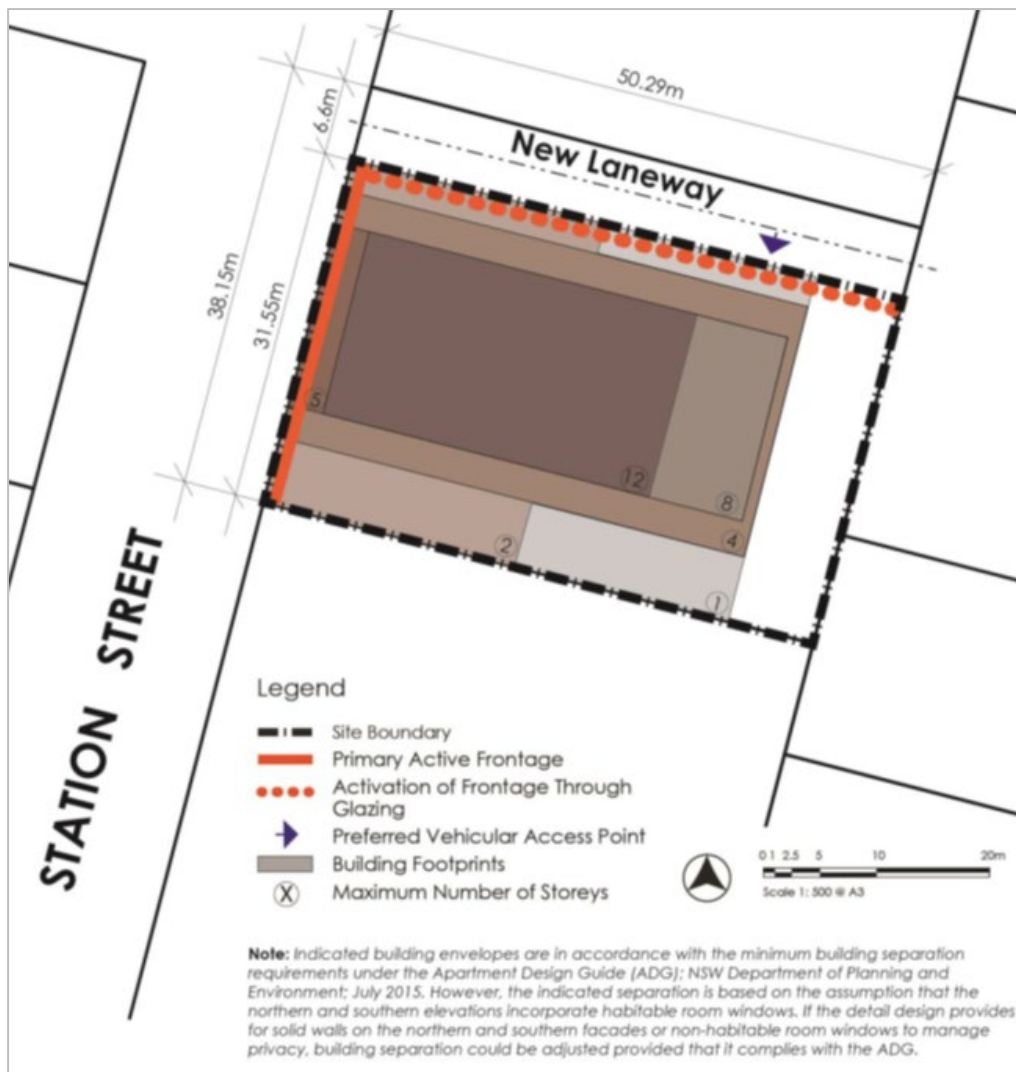 50.29m
6.6m
New Laneway
38.15m
31.55m
5
12
8
4
2
1
STATION STREET
Legend
Site Boundary
Primary Active Frontage
Activation of Frontage Through
Glazing
Preferred Vehicular Access Point
Building Footprints
X Maximum Number of Storeys
0 1 2.5 5 10 20m
Scale 1: 500 @ A3
Note: Indicated building envelopes are in accordance with the minimum building separation
requirements under the Apartment Design Guide (ADG); NSW Department of Planning and
Environment; July 2015. However, the indicated separation is based on the assumption that the
northern and southern elevations incorporate habitable room windows. If the detail design provides
for solid walls on the northern and southern facades or non-habitable room windows to manage
privacy, building separation could be adjusted provided that it complies with the ADG.